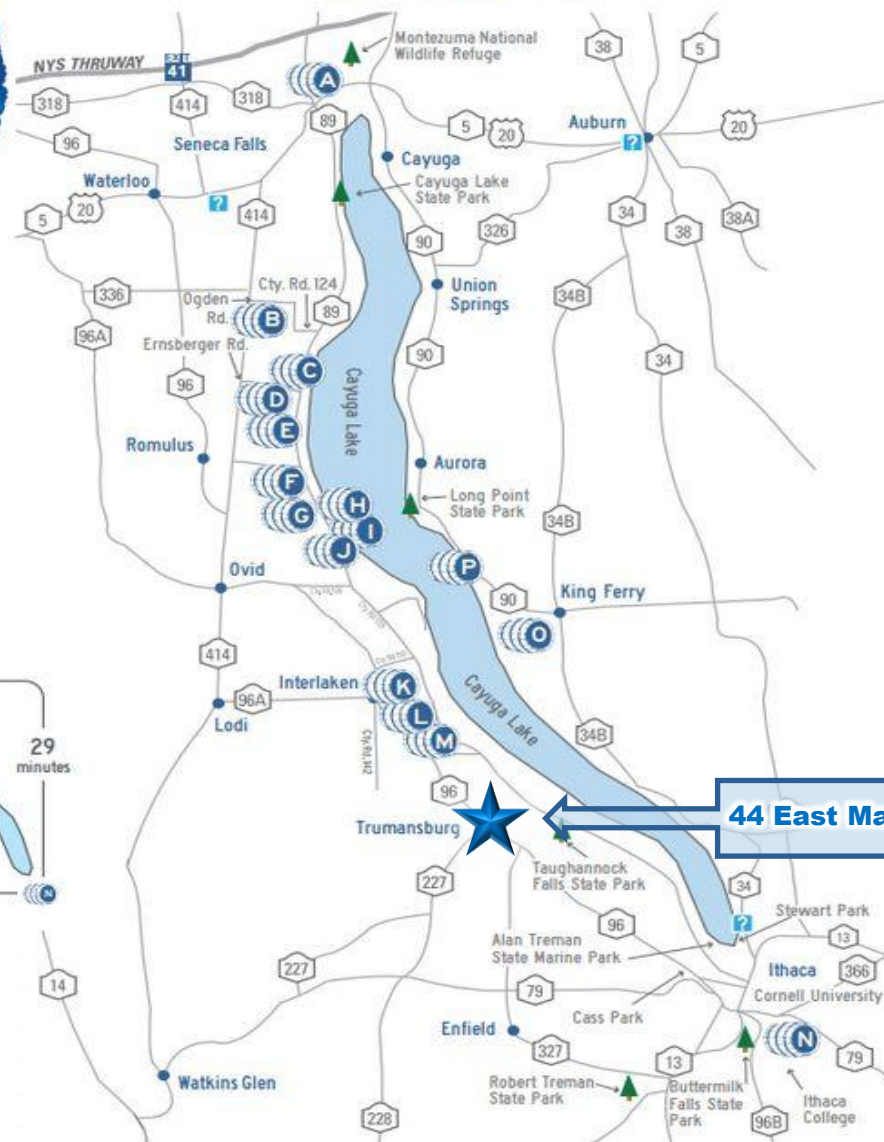 Montezuma National
Wildlife Refuge
NYS THRUWAY
EXIT
41
38
5
A
318
414
318
89
5
20
Auburn
20
?
96
Seneca Falls
Cayuga
Waterloo
Cayuga Lake
State Park
?
5
20
414
34
38
38A
326
90
Union
Springs
336
Cty. Rd. 124
Ogden
Rd.
89
34B
B
96A
Ernsberger Rd.
90
34
96
C
D
Cayuga Lake
E
Romulus
Aurora
F
Long Point
State Park
G
H
I
34B
J
P
Ovid
90
King Ferry
O
414
Interlaken
K
96A
Lodi
L
Cayuga Lake
M
34B
29
minutes
96
44 East Ma
Trumansburg
Taughannock
Falls State Park
227
34
N
?
Stewart Park
96
13
Alan Treman
State Marine Park
227
Ithaca
366
14
79
Cornell University
Cass Park
Enfield
N
327
13
79
Watkins Glen
Robert Treman
State Park
Buttermilk
Falls State
Park
Ithaca
College
228
96B